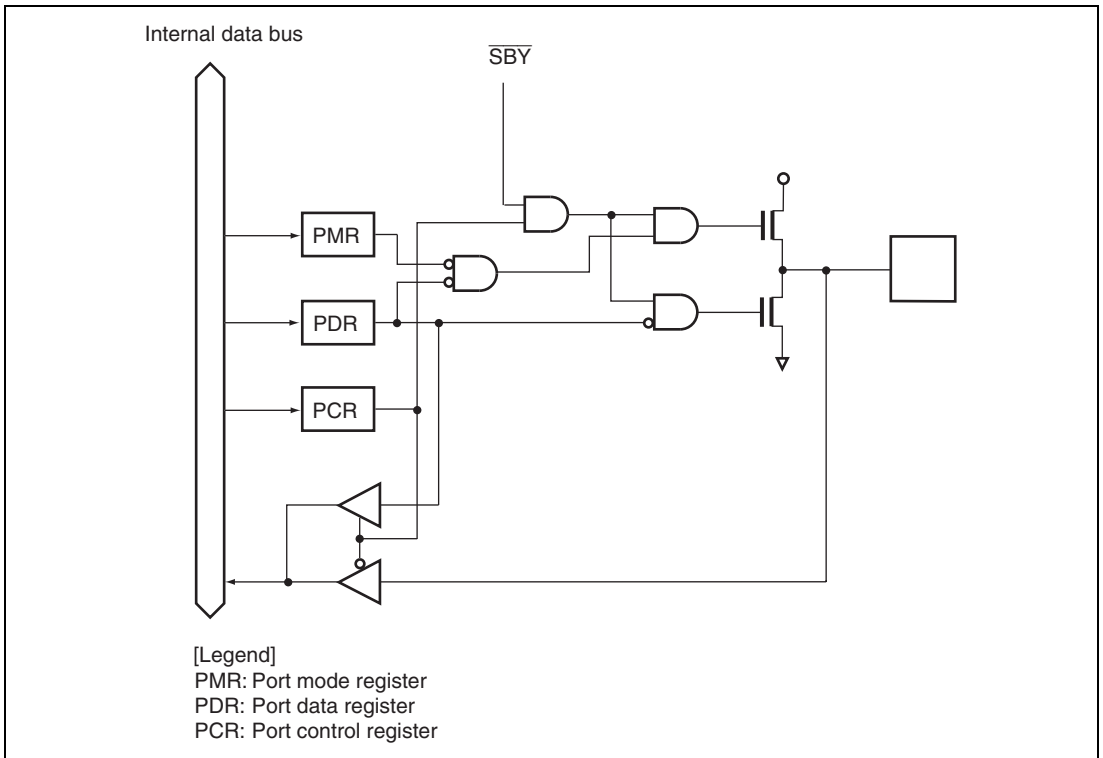 Internal data bus
SBY
PMR
PDR
PCR
[Legend]
PMR: Port mode register
PDR: Port data register
PCR: Port control register